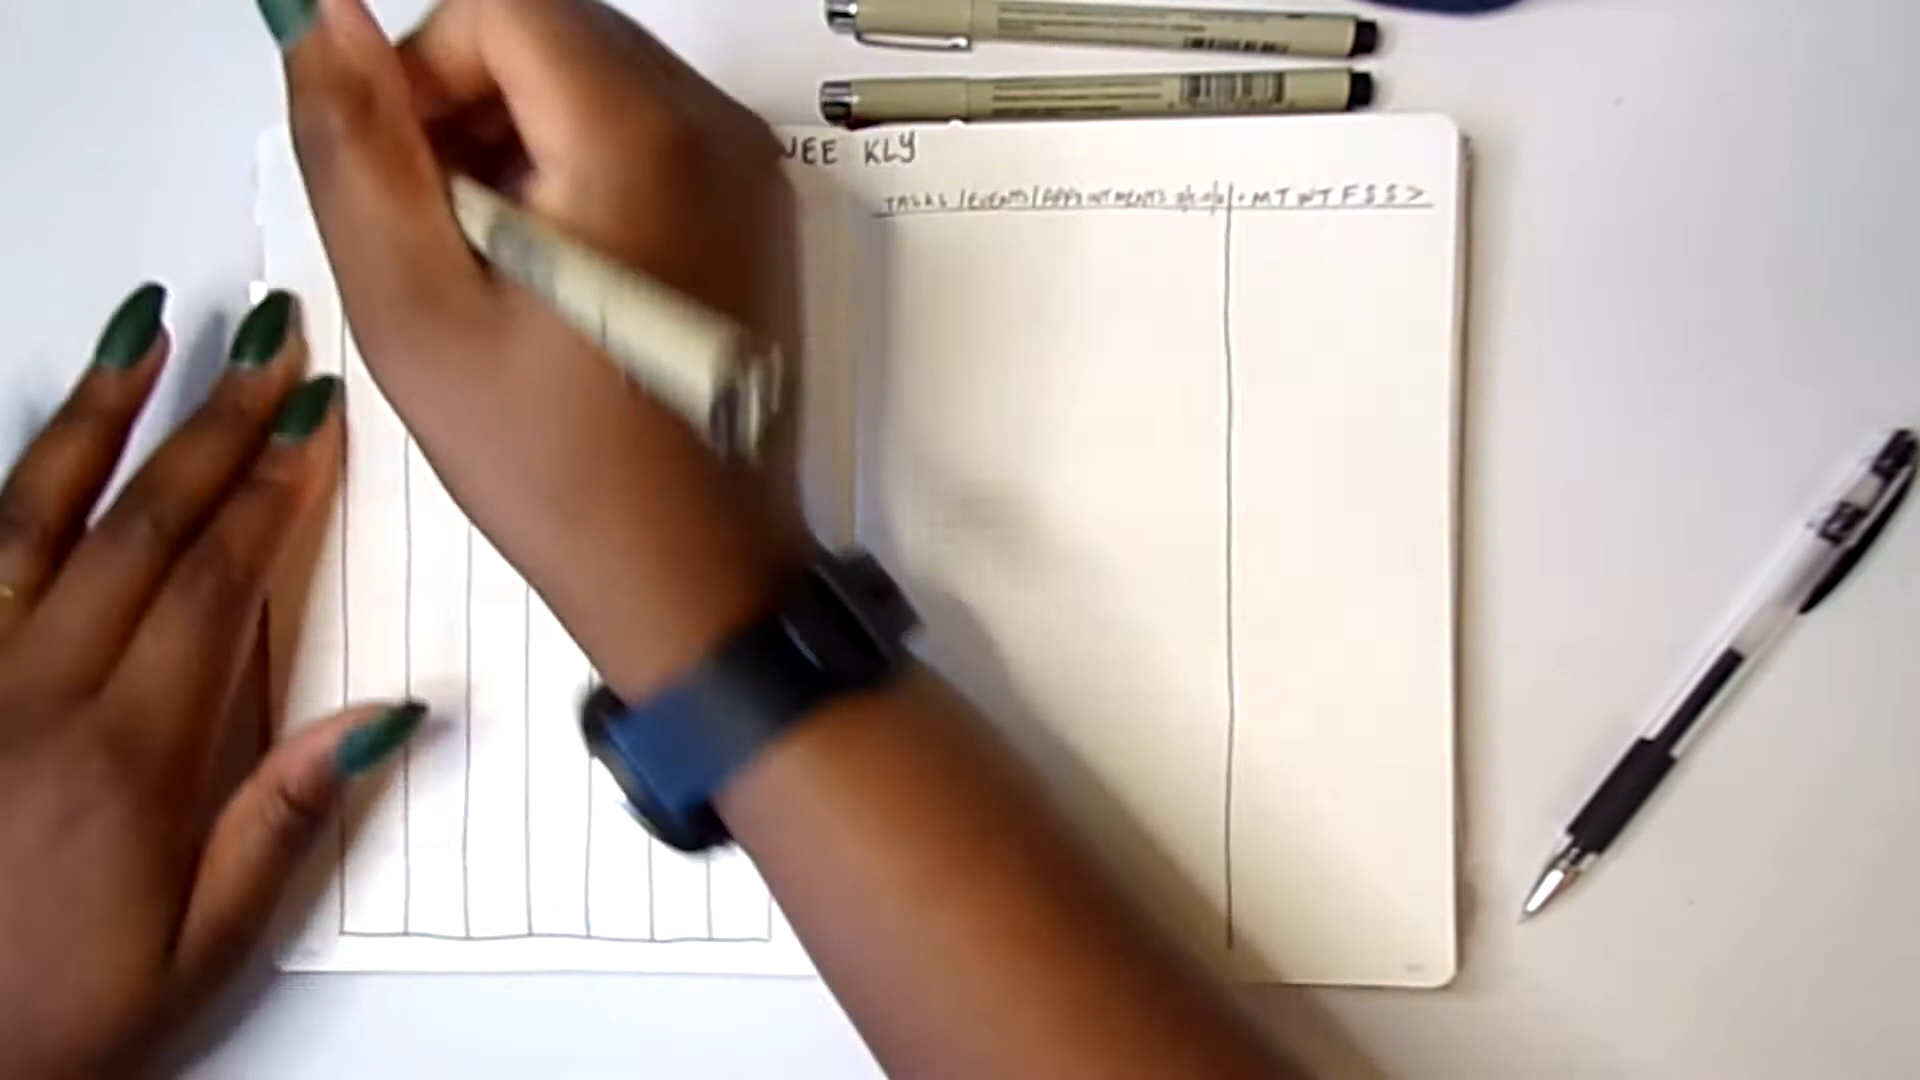 WEE KLY
TASKS / EVENTS / APPOINTMENTS
• M T W T F S S >